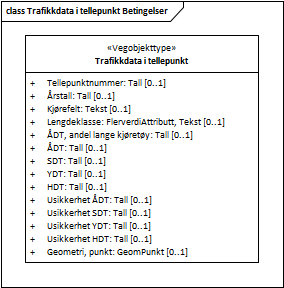 class Trafikkdata i tellepunkt Betingelser
«Vegobjekttype»
Trafikkdata i tellepunkt
+ Tellepunktnummer: Tall [0..1]
+ Årstall: Tall [0..1]
+ Kjørefelt: Tekst [0..1]
+ Lengdeklasse: FlerverdiAttributt, Tekst [0..1]
+ ÅDT, andel lange kjøretøy: Tall [0..1]
+ ÅDT: Tall [0..1]
+ SDT: Tall [0..1]
+ YDT: Tall [0..1]
+ HDT: Tall [0..1]
+ Usikkerhet ÅDT: Tall [0..1]
+ Usikkerhet SDT: Tall [0..1]
+ Usikkerhet YDT: Tall [0..1]
+ Usikkerhet HDT: Tall [0..1]
+ Geometri, punkt: GeomPunkt [0..1]